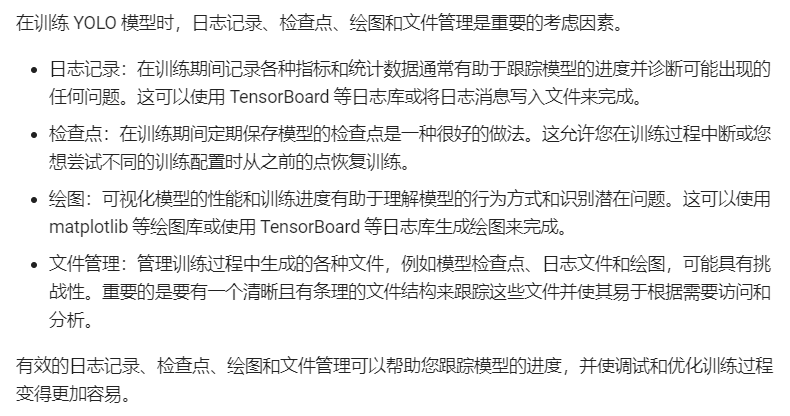 在训练 YOLO 模型时，日志记录、检查点、绘图和文件管理是重要的考虑因素。
• 日志记录：在训练期间记录各种指标和统计数据通常有助于跟踪模型的进度并诊断可能出现的
任何问题。这可以使用 TensorBoard 等日志库或将日志消息写入文件来完成。
• 检查点：在训练期间定期保存模型的检查点是一种很好的做法。这允许您在训练过程中断或您
想尝试不同的训练配置时从之前的点恢复训练。
• 绘图：可视化模型的性能和训练进度有助于理解模型的行为方式和识别潜在问题。这可以使用
matplotlib 等绘图库或使用 TensorBoard 等日志库生成绘图来完成。
• 文件管理：管理训练过程中生成的各种文件，例如模型检查点、日志文件和绘图，可能具有挑
战性。重要的是要有一个清晰且有条理的文件结构来跟踪这些文件并使其易于根据需要访问和
分析。
有效的日志记录、检查点、绘图和文件管理可以帮助您跟踪模型的进度，并使调试和优化训练过程
变得更加容易。